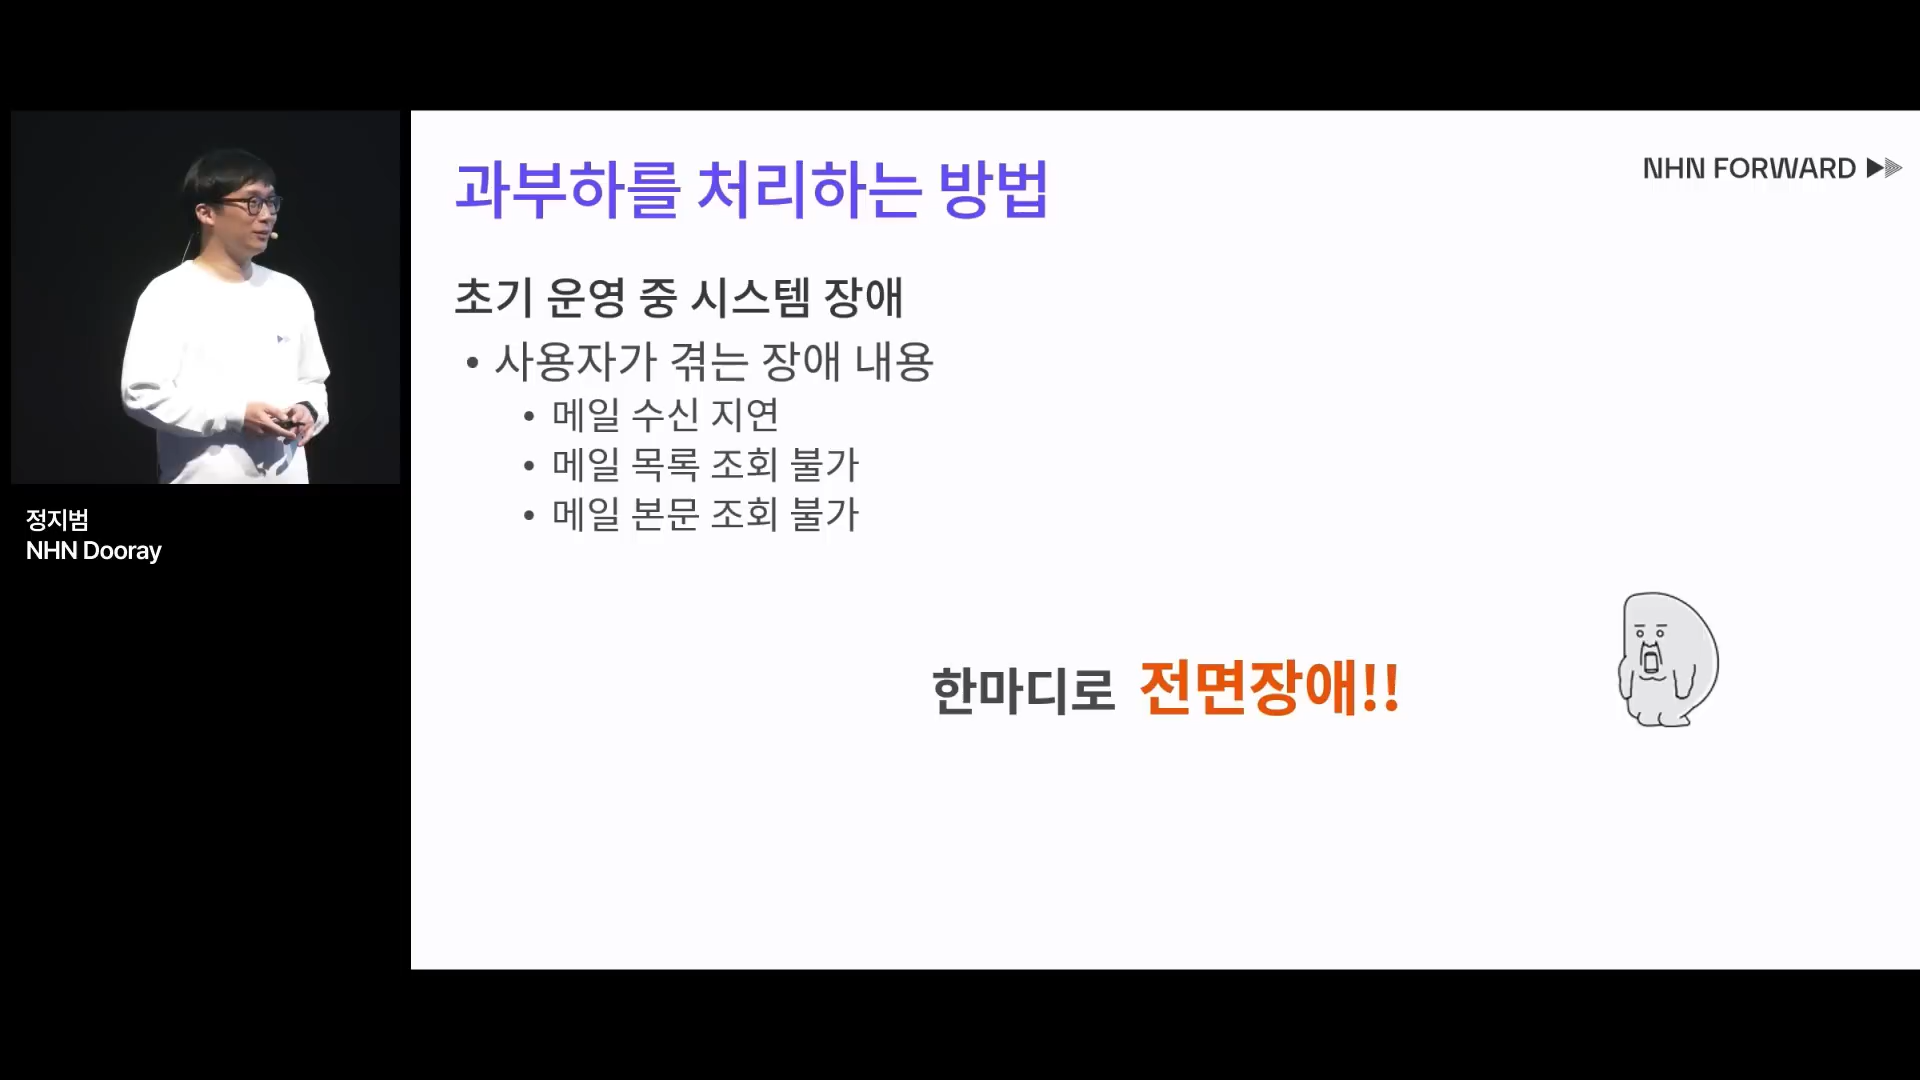 과부하를 처리하는 방법
NHN FORWARD
초기 운영 중 시스템 장애
• 사용자가 겪는 장애 내용
• 메일 수신 지연
• 메일 목록 조회 불가
• 메일 본문 조회 불가
한마디로 전면장애!!
정지범
NHN Dooray